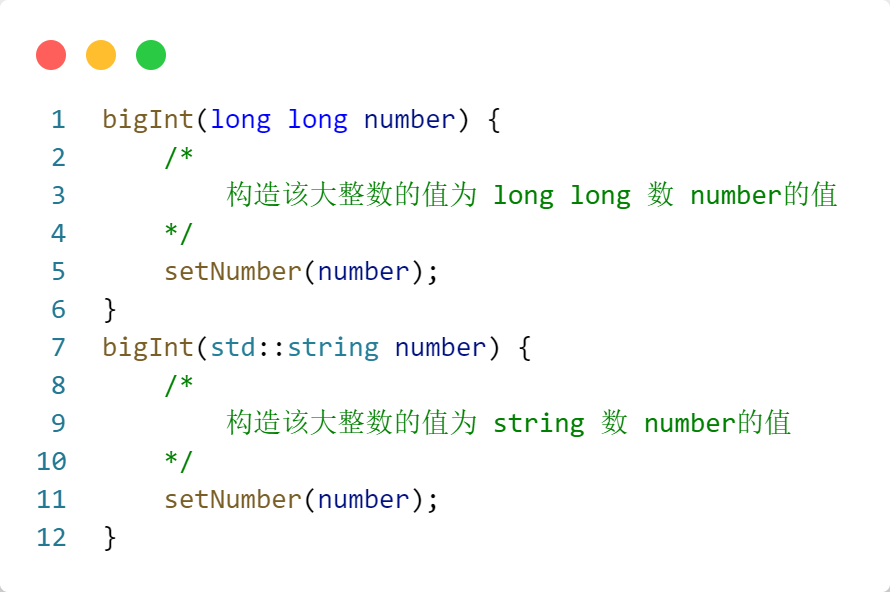 1 bigInt(long long number) {
2     /*
3         构造该大整数的值为 long long 数 number的值
4     */
5     setNumber(number);
6 }
7 bigInt(std::string number) {
8     /*
9         构造该大整数的值为 string 数 number的值
10     */
11     setNumber(number);
12 }